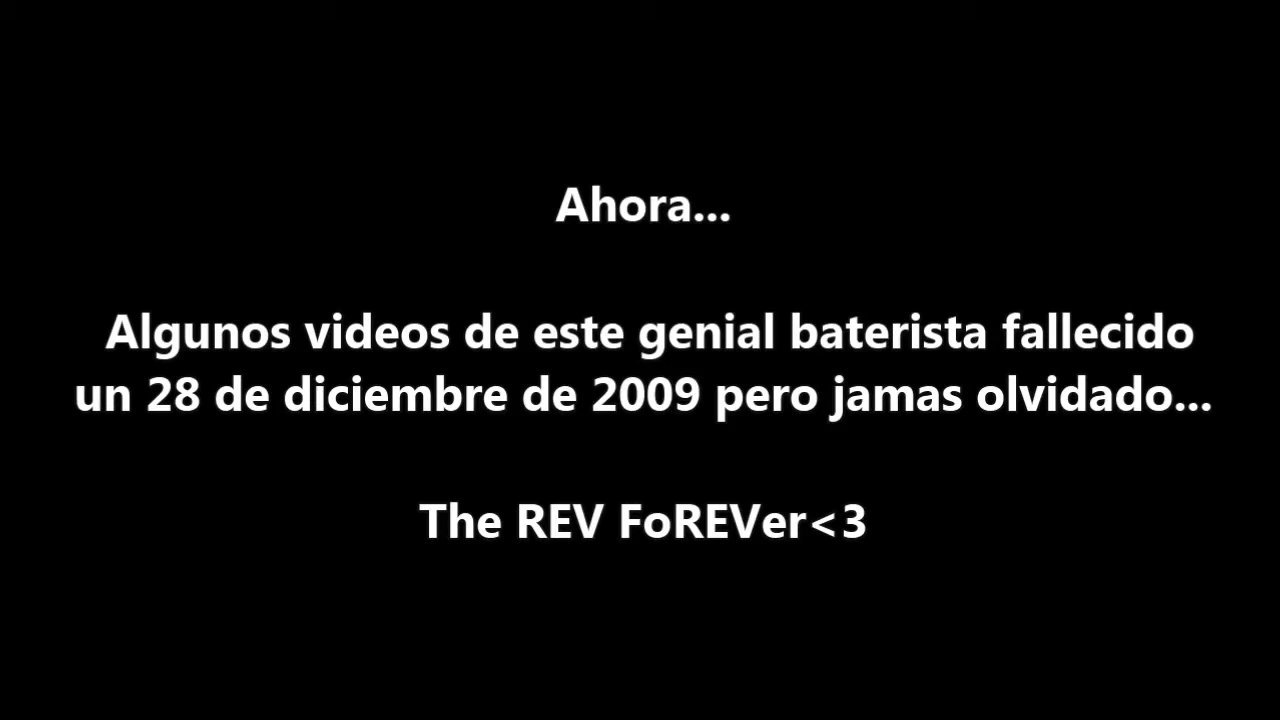 Ahora...
Algunos videos de este genial baterista fallecido
un 28 de diciembre de 2009 pero jamas olvidado...
The REV FoREVer<3